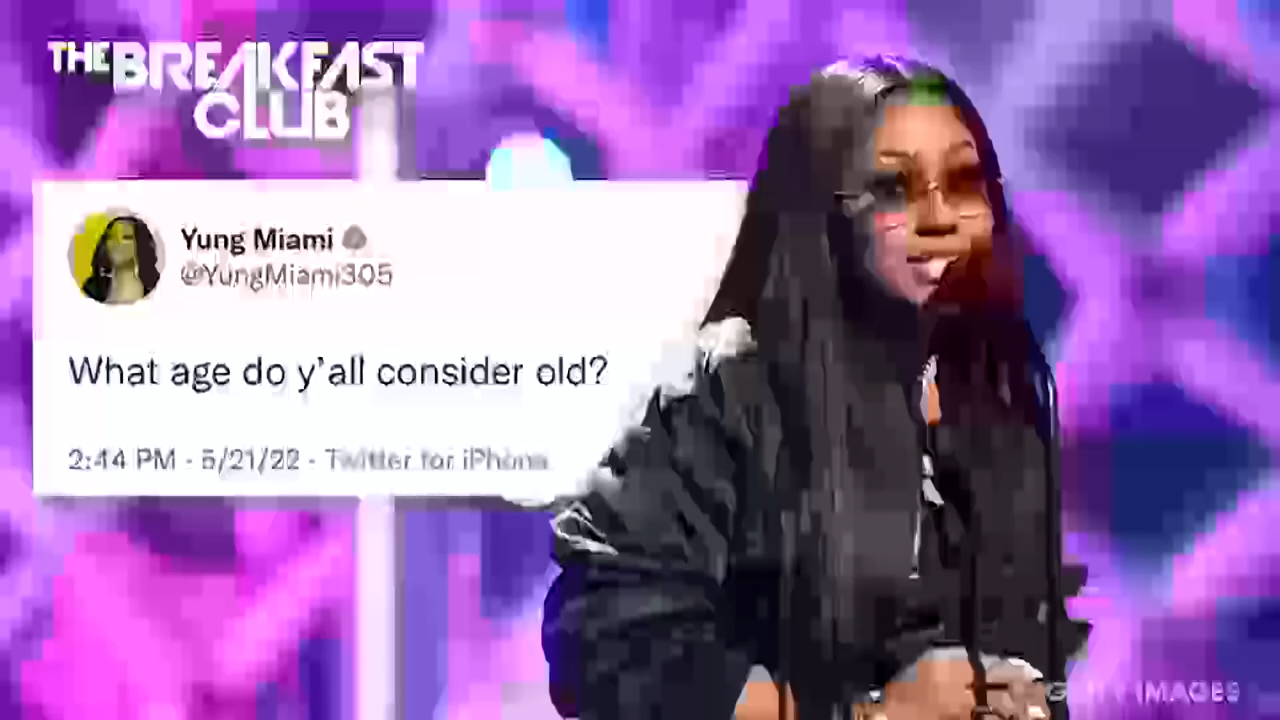 THE BREAKFAST
CLUB
Yung Miami
@YungMiami305
What age do y'all consider old?
2:44 PM · 5/21/22 · Twitter for iPhone
IMAGES